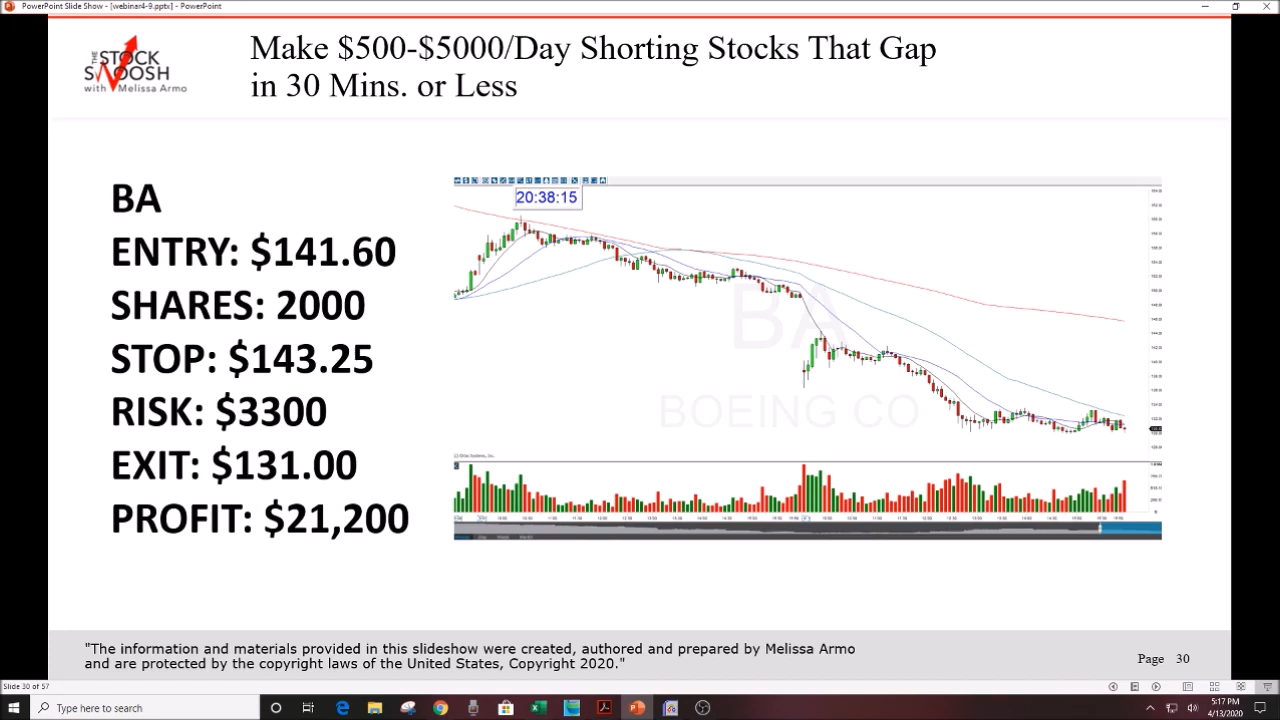 PowerPoint Slide Show - [webinar4-9.pptx] - PowerPoint
THE
STOCK
SWOOSH
with Melissa Armo
Make $500-$5000/Day Shorting Stocks That Gap
in 30 Mins. or Less
BA
ENTRY: $141.60
SHARES: 2000
STOP: $143.25
RISK: $3300
EXIT: $131.00
PROFIT: $21,200
20:38:15
BA
BOEING CO
"The information and materials provided in this slideshow were created, authored and prepared by Melissa Armo
and are protected by the copyright laws of the United States, Copyright 2020."
Page 30
Slide 30 of 57
Type here to search
5:17 PM
4/13/2020